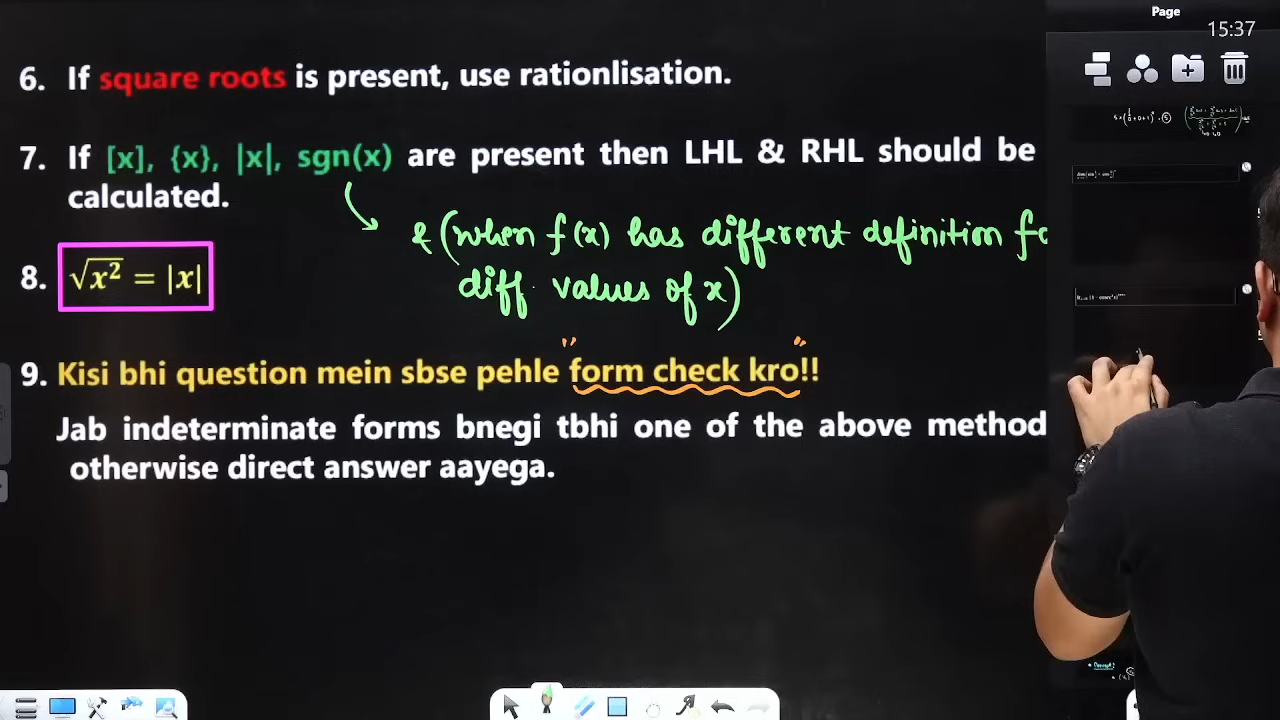 Page
15:37
6. If square roots is present, use rationlisation.
7. If [x], {x}, |x|, sgn(x) are present then LHL & RHL should be
calculated.
& (when f(x) has different definition fo
diff. values of x)
8. √x² = |x|
9. Kisi bhi question mein sbse pehle "form check kro"!!
Jab indeterminate forms bnegi tbhi one of the above method
otherwise direct answer aayega.
Concept: